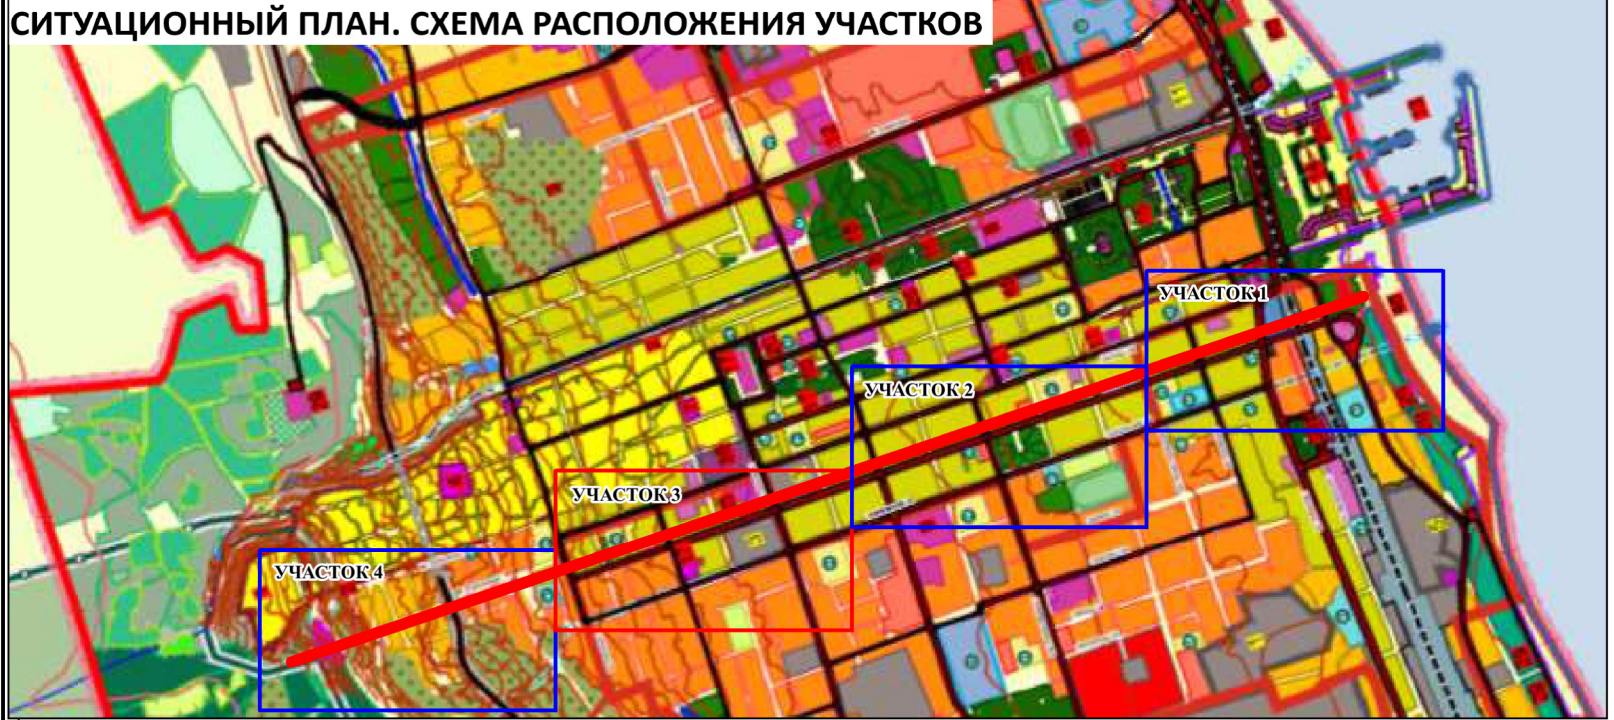 СИТУАЦИОННЫЙ ПЛАН. СХЕМА РАСПОЛОЖЕНИЯ УЧАСТКОВ
УЧАСТОК 1
УЧАСТОК 2
УЧАСТОК 3
УЧАСТОК 4